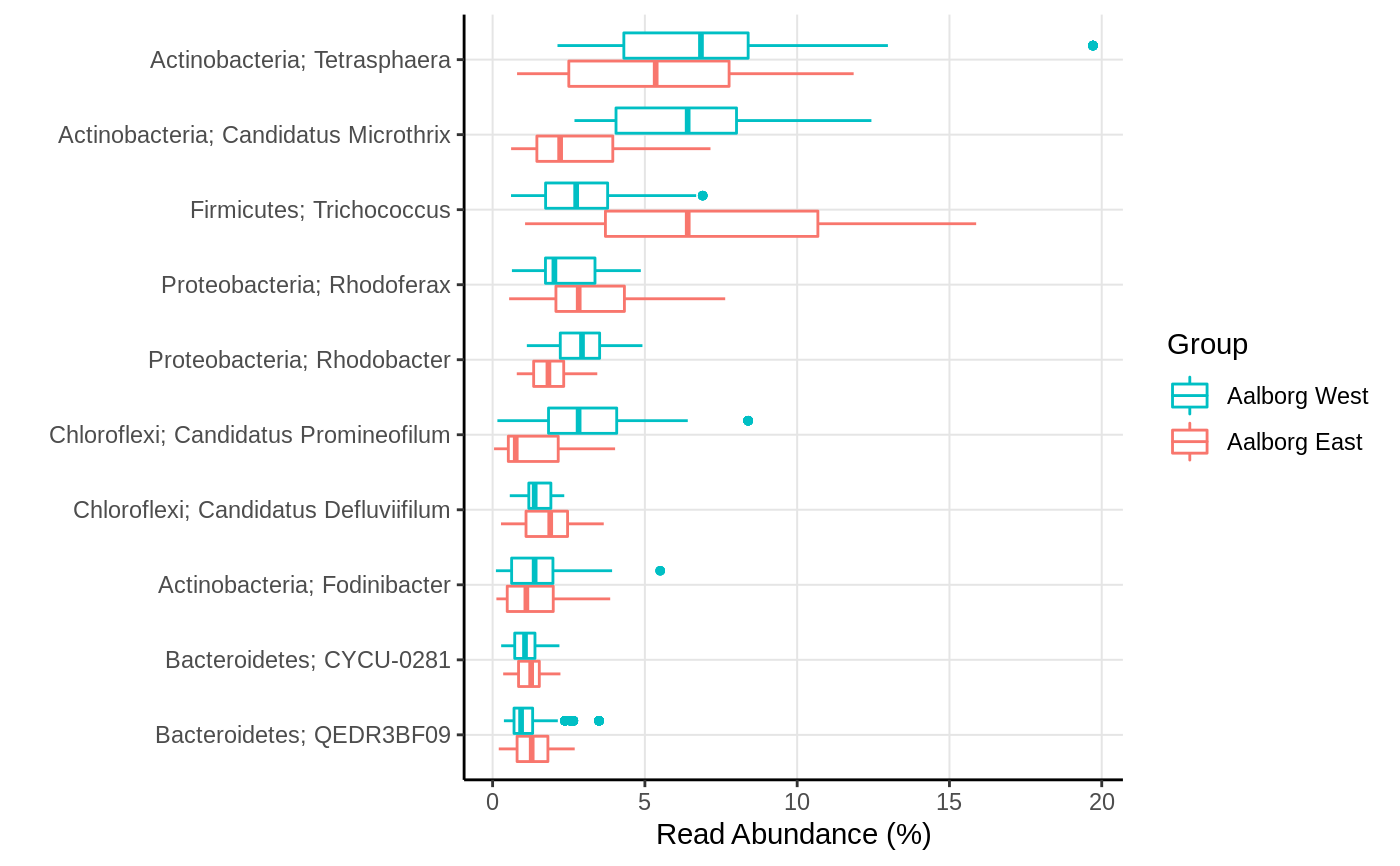 Actinobacteria; Tetrasphaera
Actinobacteria; Candidatus Microthrix
Firmicutes; Trichococcus
Proteobacteria; Rhodoferax
Proteobacteria; Rhodobacter
Chloroflexi; Candidatus Promineofilum
Chloroflexi; Candidatus Defluviifilum
Actinobacteria; Fodinibacter
Bacteroidetes; CYCU-0281
Bacteroidetes; QEDR3BF09
0 5 10 15 20
Read Abundance (%)
Group
Aalborg West
Aalborg East